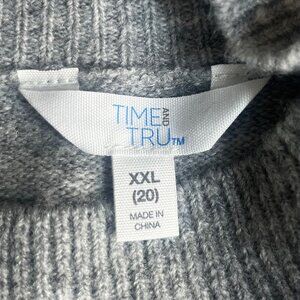 TIME AND
TRU™
XXL
(20)
MADE IN
CHINA